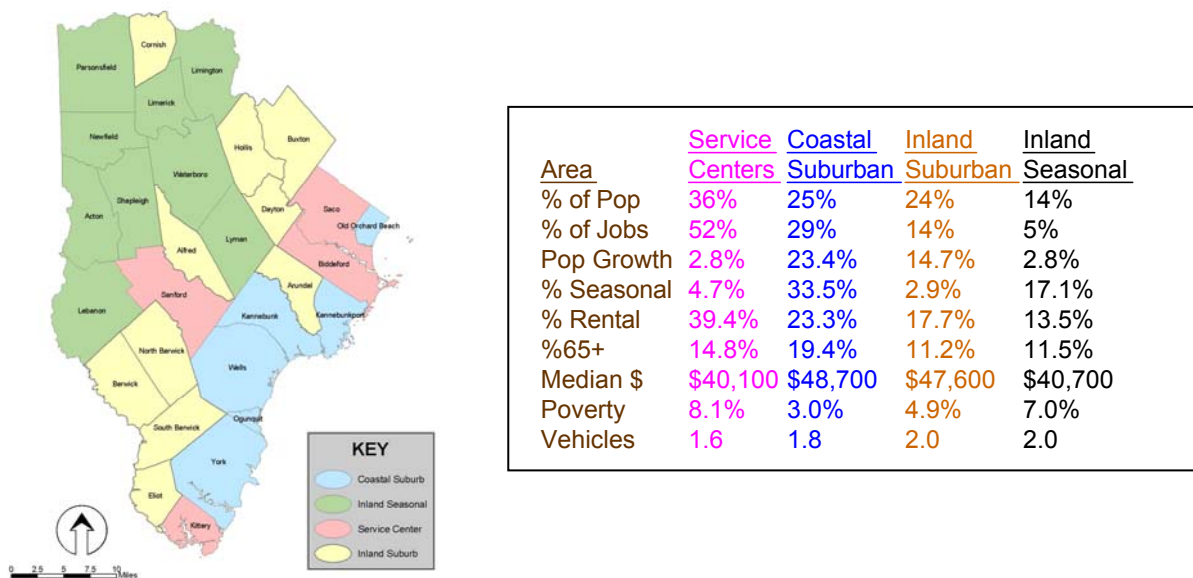 Cornish
Parsonsfield
Limington
Limerick
Newfield
Hollis
Buxton
Waterboro
Shapleigh
Acton
Dayton
Saco
Old Orchard Beach
Alfred
Lyman
Biddeford
Sanford
Arundel
Lebanon
Kennebunk
Kennebunkport
North Berwick
Wells
Berwick
Ogunquit
South Berwick
York
Eliot
Kittery
KEY
Coastal Suburb
Inland Seasonal
Service Center
Inland Suburb
0 2.5 5 7.5 10 Miles
Service Coastal Inland Inland
Area Centers Suburban Suburban Seasonal
% of Pop 36% 25% 24% 14%
% of Jobs 52% 29% 14% 5%
Pop Growth 2.8% 23.4% 14.7% 2.8%
% Seasonal 4.7% 33.5% 2.9% 17.1%
% Rental 39.4% 23.3% 17.7% 13.5%
%65+ 14.8% 19.4% 11.2% 11.5%
Median $ $40,100 $48,700 $47,600 $40,700
Poverty 8.1% 3.0% 4.9% 7.0%
Vehicles 1.6 1.8 2.0 2.0